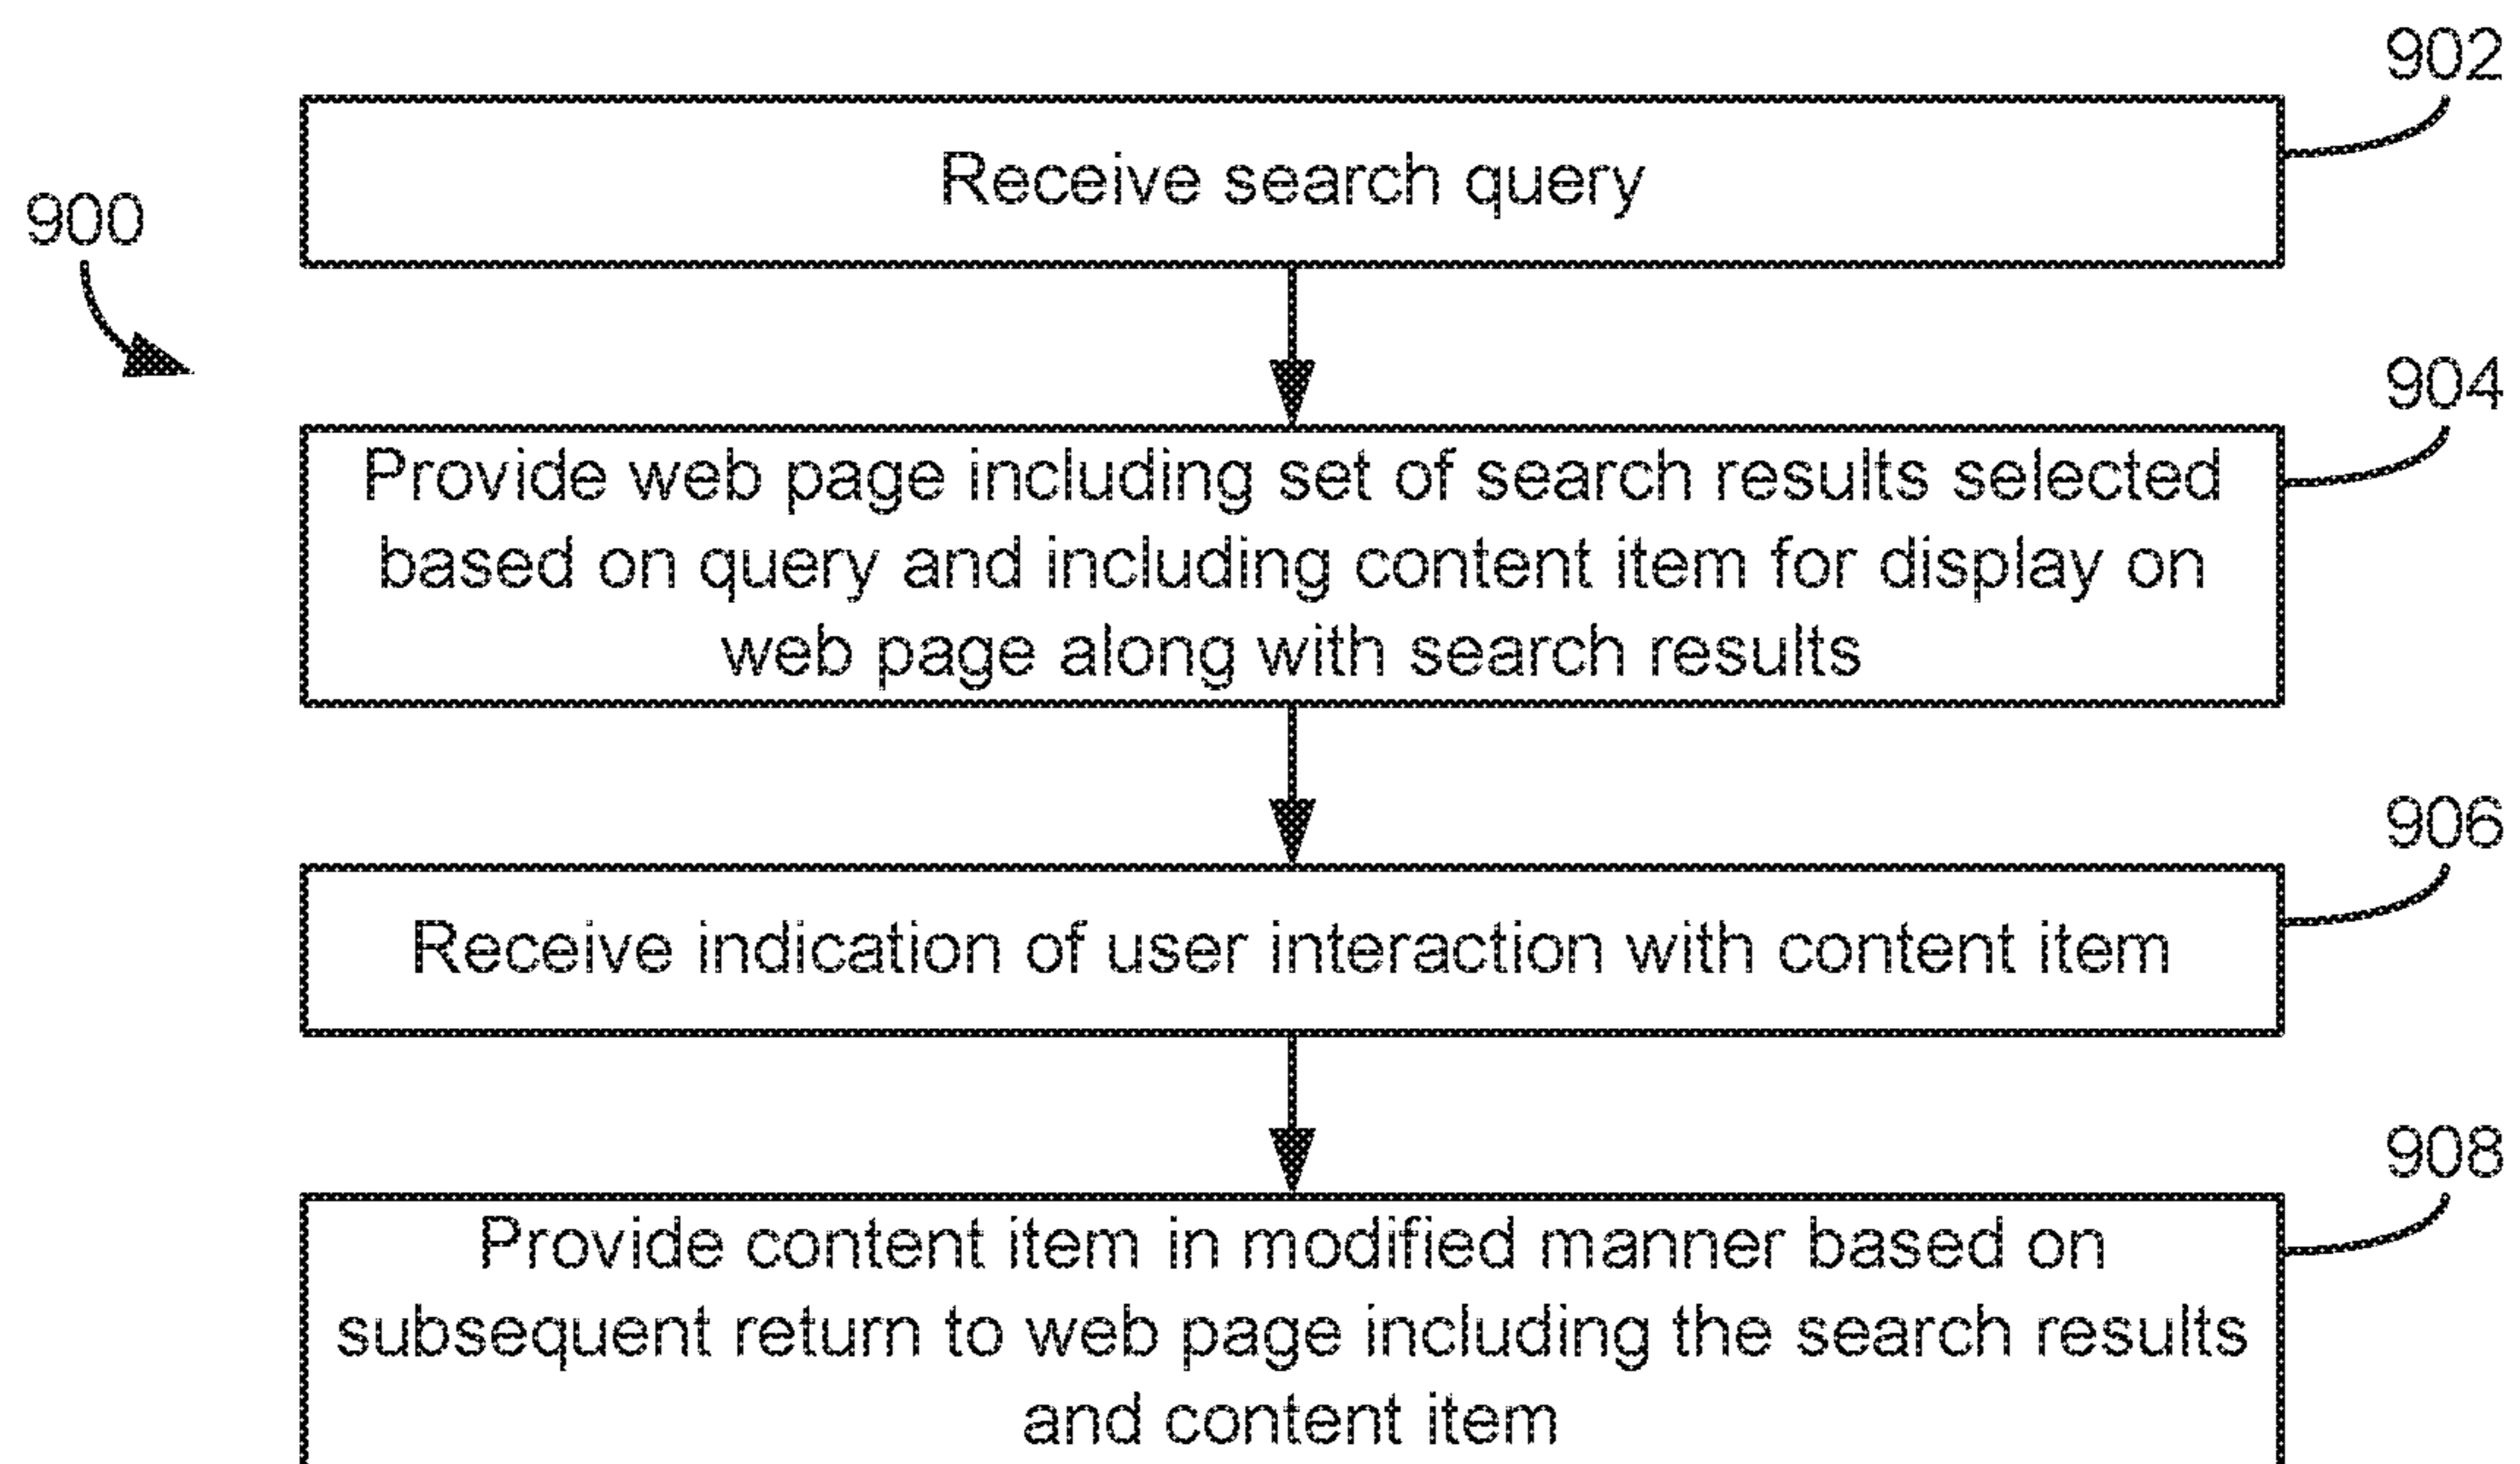 902
Receive search query
900
904
Provide web page including set of search results selected
based on query and including content item for display on
web page along with search results
906
Receive indication of user interaction with content item
908
Provide content item in modified manner based on
subsequent return to web page including the search results
and content item